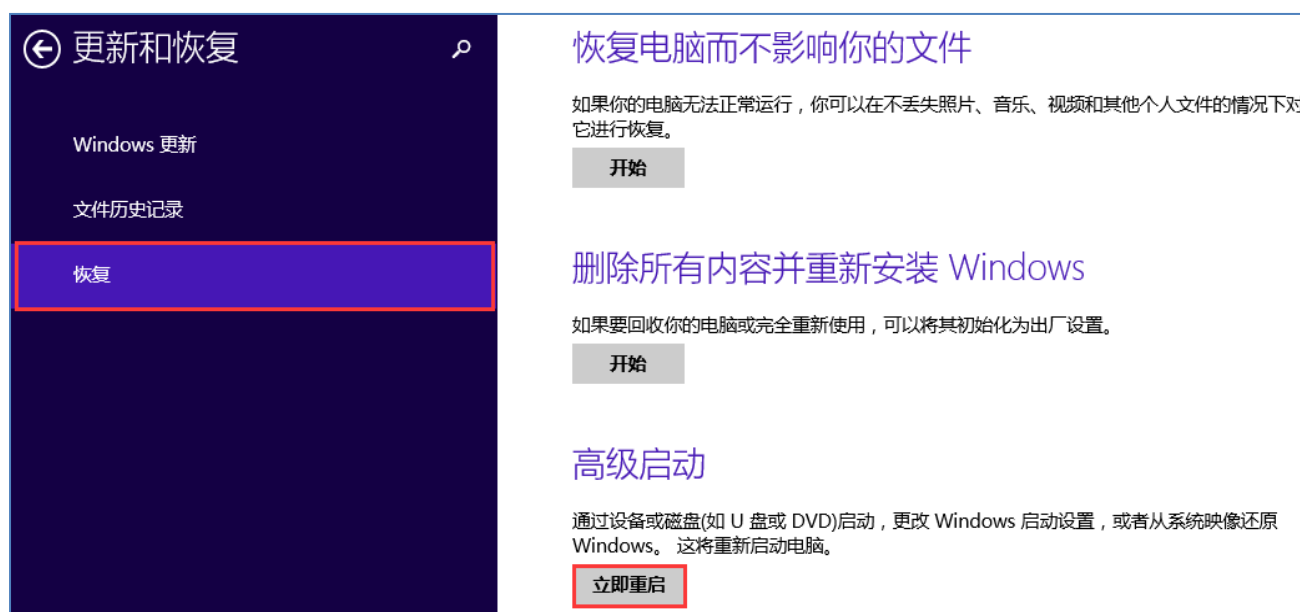 更新和恢复
Windows 更新
文件历史记录
恢复
恢复电脑而不影响你的文件
如果你的电脑无法正常运行，你可以在不丢失照片、音乐、视频和其他个人文件的情况下对
它进行恢复。
开始
删除所有内容并重新安装 Windows
如果要回收你的电脑或完全重新使用，可以将其初始化为出厂设置。
开始
高级启动
通过设备或磁盘(如 U 盘或 DVD)启动，更改 Windows 启动设置，或者从系统映像还原
Windows。 这将重新启动电脑。
立即重启